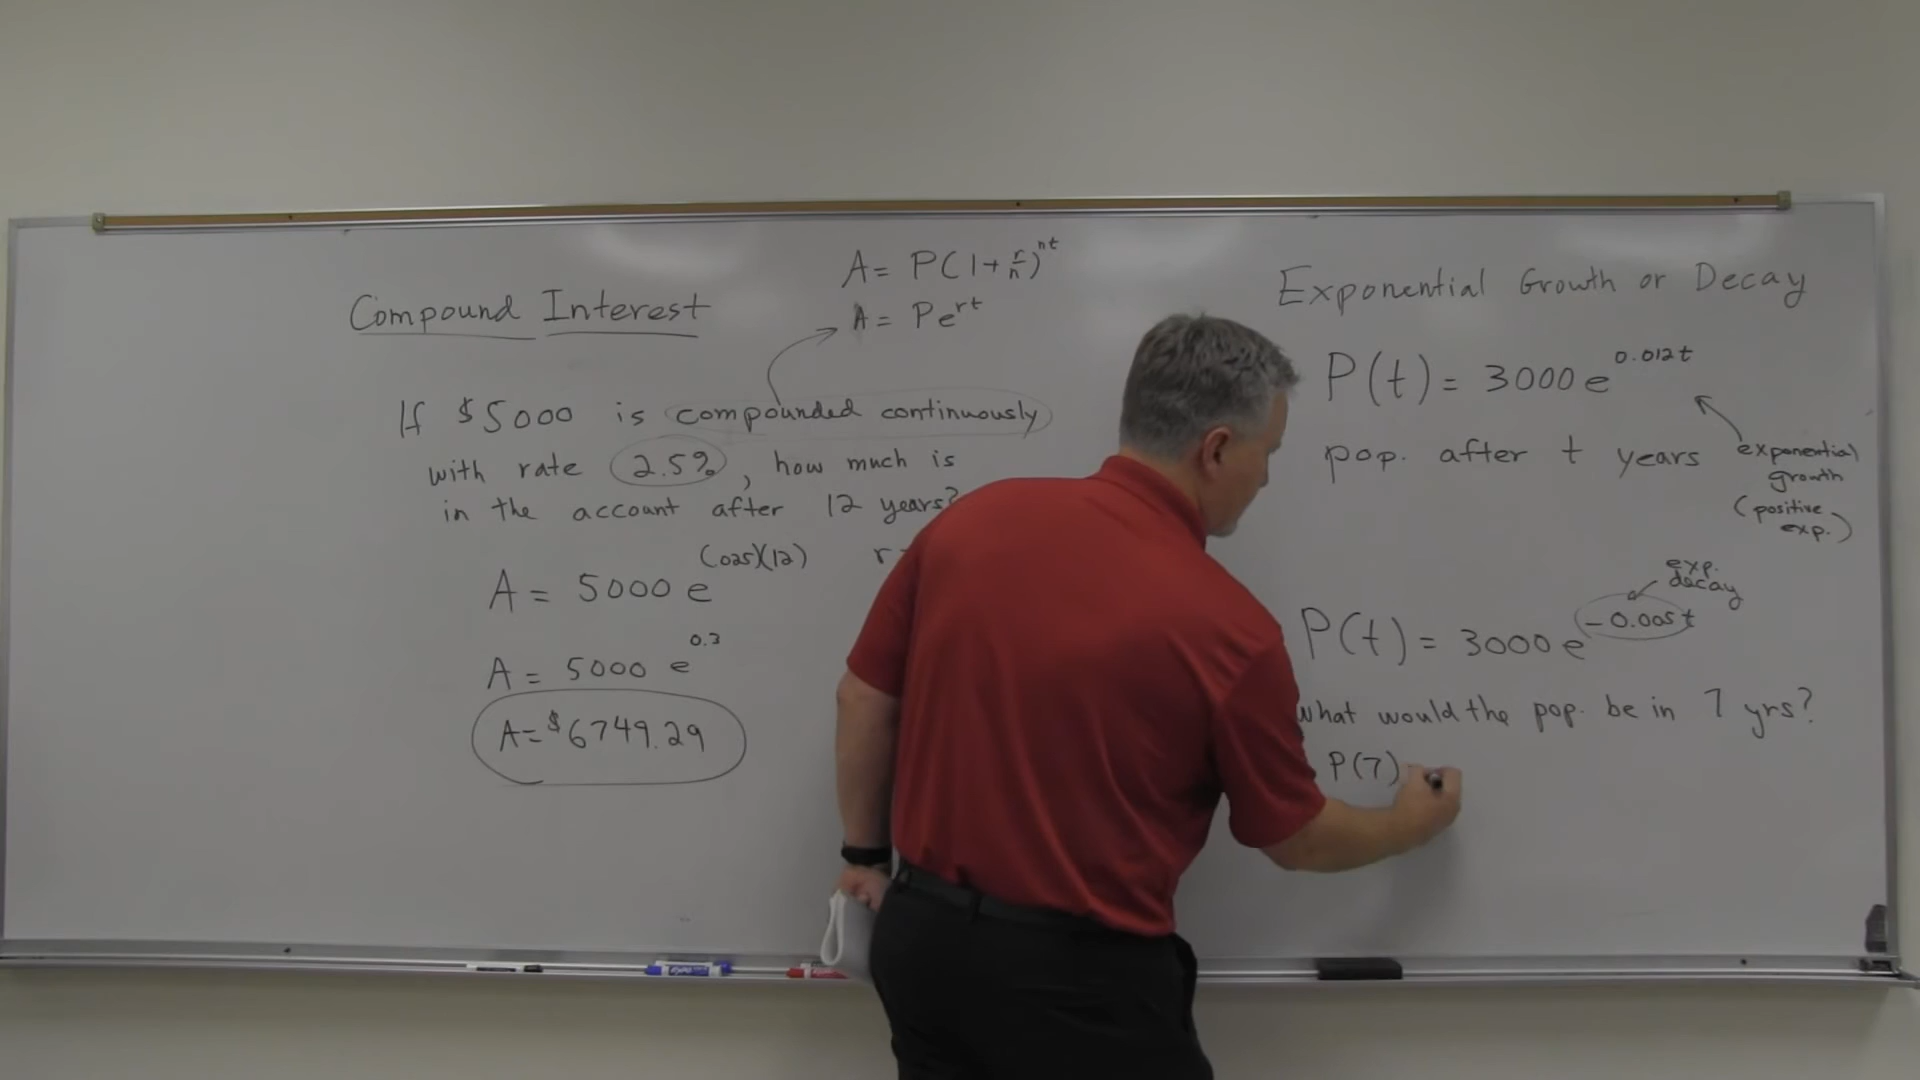 Compound Interest
A = P(1+ r/n)^nt
A = Pe^rt
If $5000 is compounded continuously
with rate 2.5%, how much is
in the account after 12 years?
A = 5000 e^(.025)(12)
A = 5000 e^0.3
A = $6749.29
Exponential Growth or Decay
P(t) = 3000 e^0.012t
pop. after t years
exponential
growth
(positive
exp.)
exp.
decay
P(t) = 3000 e^-0.005t
What would the pop. be in 7 yrs?
P(7)